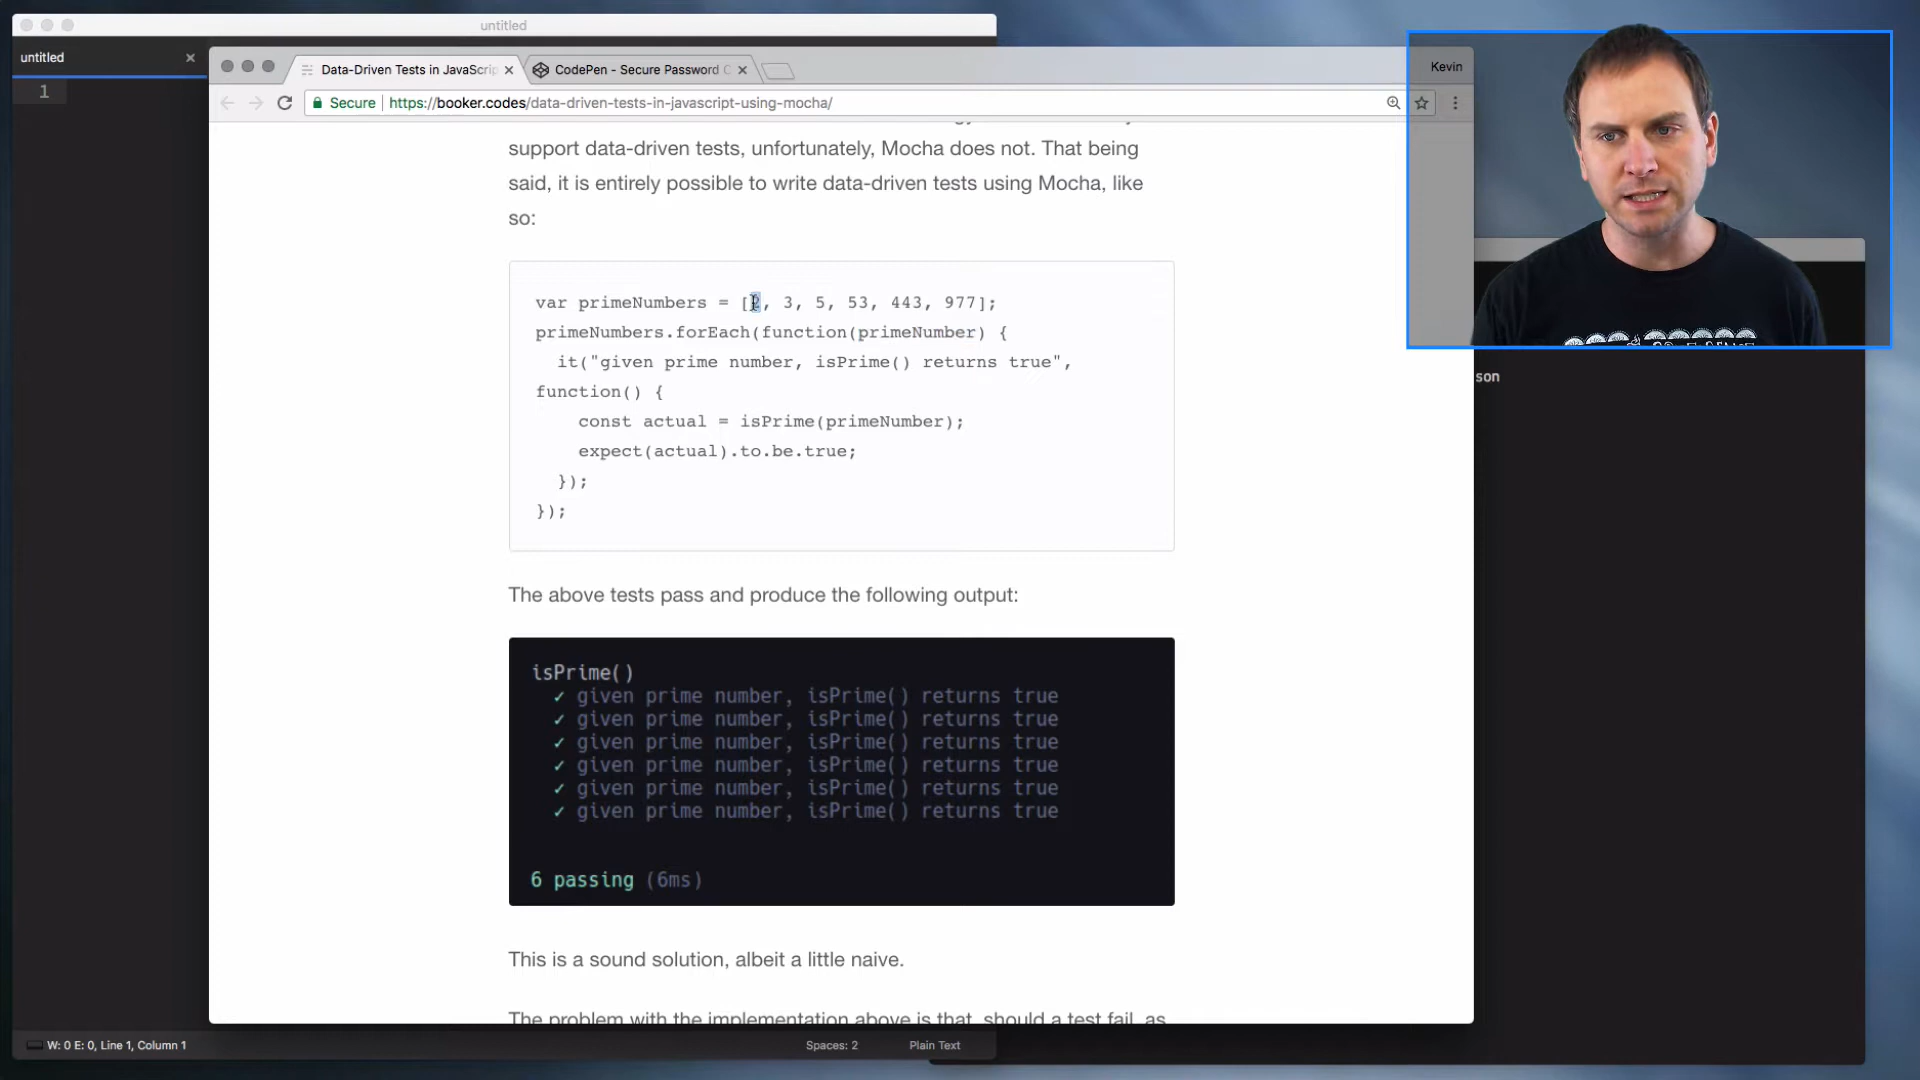 untitled
untitled
1
Data-Driven Tests in JavaScri
CodePen - Secure Password
Kevin
Secure
https://booker.codes/data-driven-tests-in-javascript-using-mocha/
support data-driven tests, unfortunately, Mocha does not. That being
said, it is entirely possible to write data-driven tests using Mocha, like
so:
var primeNumbers = [2, 3, 5, 53, 443, 977];
primeNumbers.forEach(function(primeNumber) {
it("given prime number, isPrime() returns true",
function() {
const actual = isPrime(primeNumber);
expect(actual).to.be.true;
});
});
son
The above tests pass and produce the following output:
isPrime()
✓ given prime number, isPrime() returns true
✓ given prime number, isPrime() returns true
✓ given prime number, isPrime() returns true
✓ given prime number, isPrime() returns true
✓ given prime number, isPrime() returns true
✓ given prime number, isPrime() returns true
6 passing (6ms)
This is a sound solution, albeit a little naive.
The problem with the implementation above is that, should a test fail, as
W: 0 E: 0, Line 1, Column 1
Spaces: 2
Plain Text